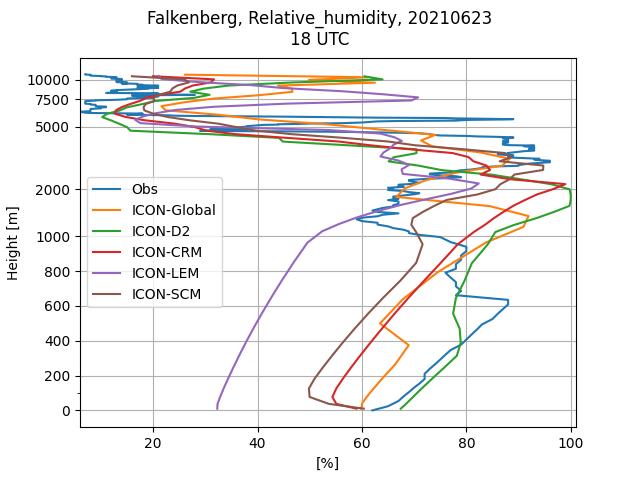 Falkenberg, Relative_humidity, 20210623
18 UTC
10000
7500
5000
2000
1000
800
600
400
200
0
Height [m]
Obs
ICON-Global
ICON-D2
ICON-CRM
ICON-LEM
ICON-SCM
20 40 60 80 100
[%]